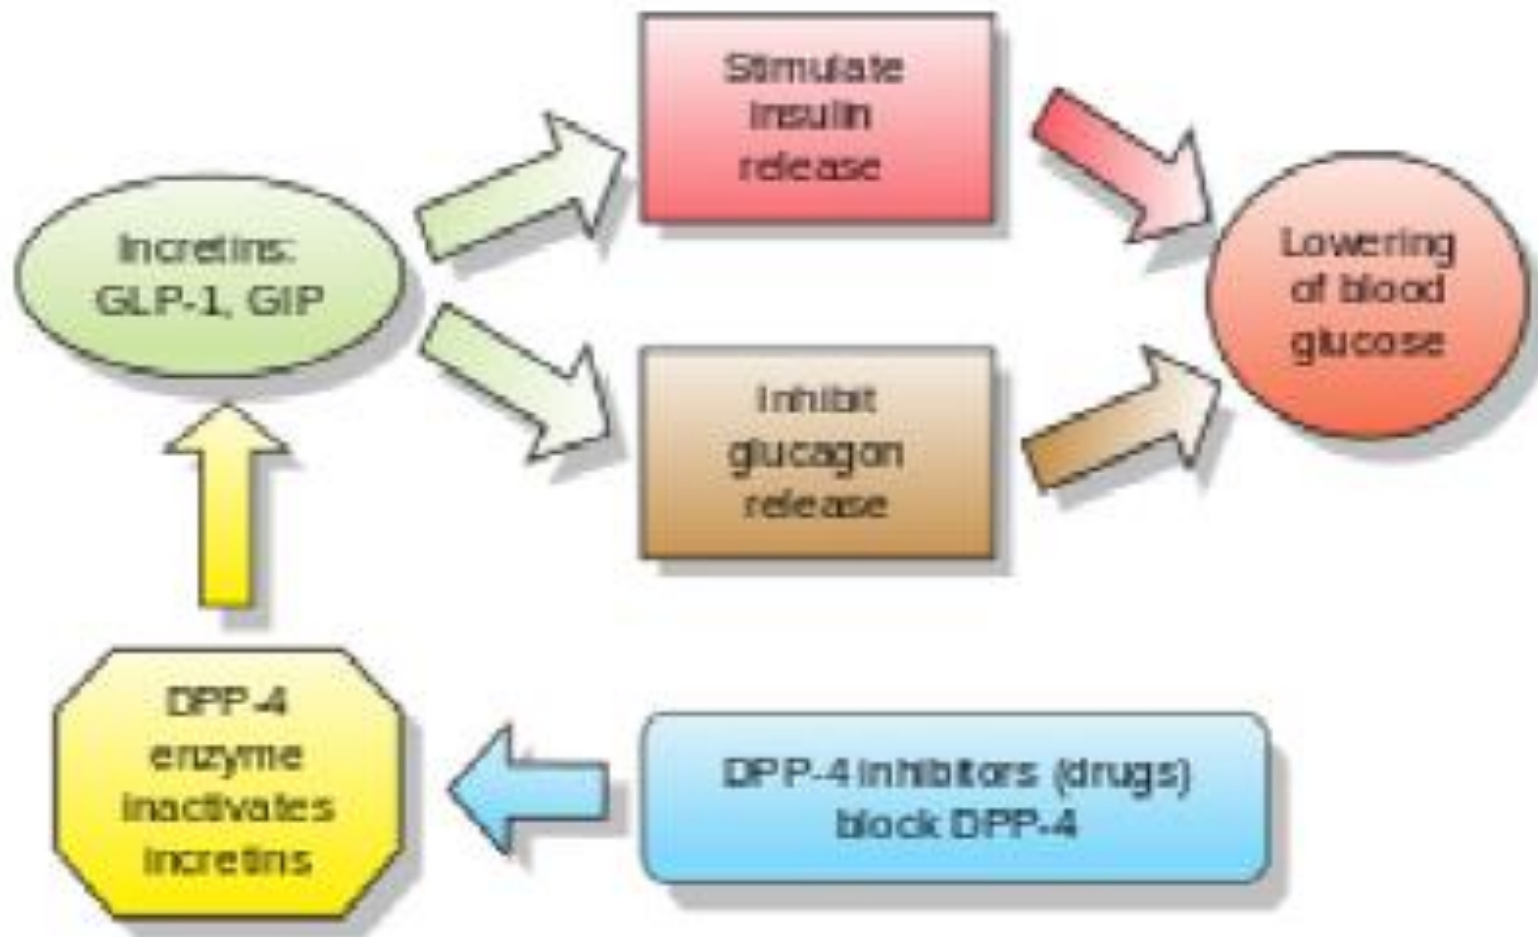 Stimulate
insulin
release
Incretins:
GLP-1, GIP
Lowering
of blood
glucose
Inhibit
glucagon
release
DPP-4
enzyme
inactivates
incretins
DPP-4 inhibitors (drugs)
block DPP-4